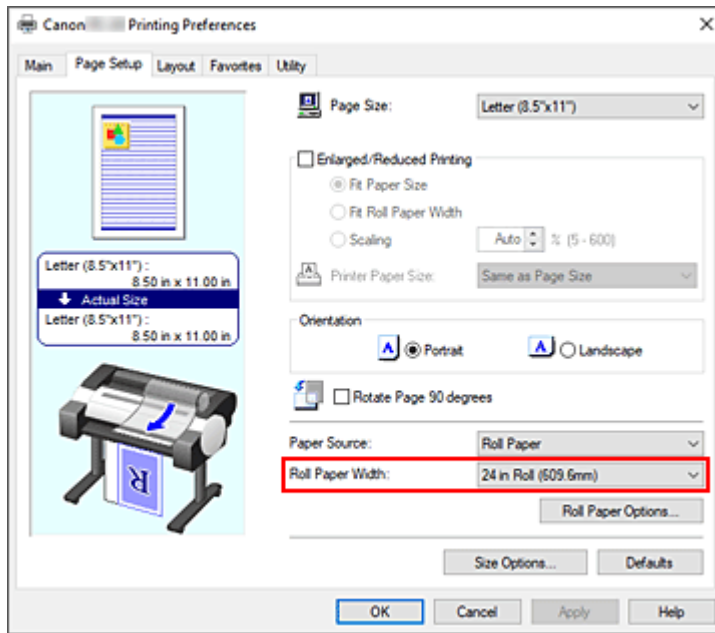 Canon Printing Preferences
Main Page Setup Layout Favorites Utility
Page Size: Letter (8.5"x11")
Enlarged/Reduced Printing
Fit Paper Size
Fit Roll Paper Width
Scaling Auto % (5 - 600)
Printer Paper Size: Same as Page Size
Letter (8.5"x11") :
8.50 in x 11.00 in
Actual Size
Letter (8.5"x11") :
8.50 in x 11.00 in
Orientation
A Portrait A Landscape
Rotate Page 90 degrees
R
Paper Source: Roll Paper
Roll Paper Width: 24 in Roll (609.6mm)
Roll Paper Options...
Size Options... Defaults
OK Cancel Apply Help